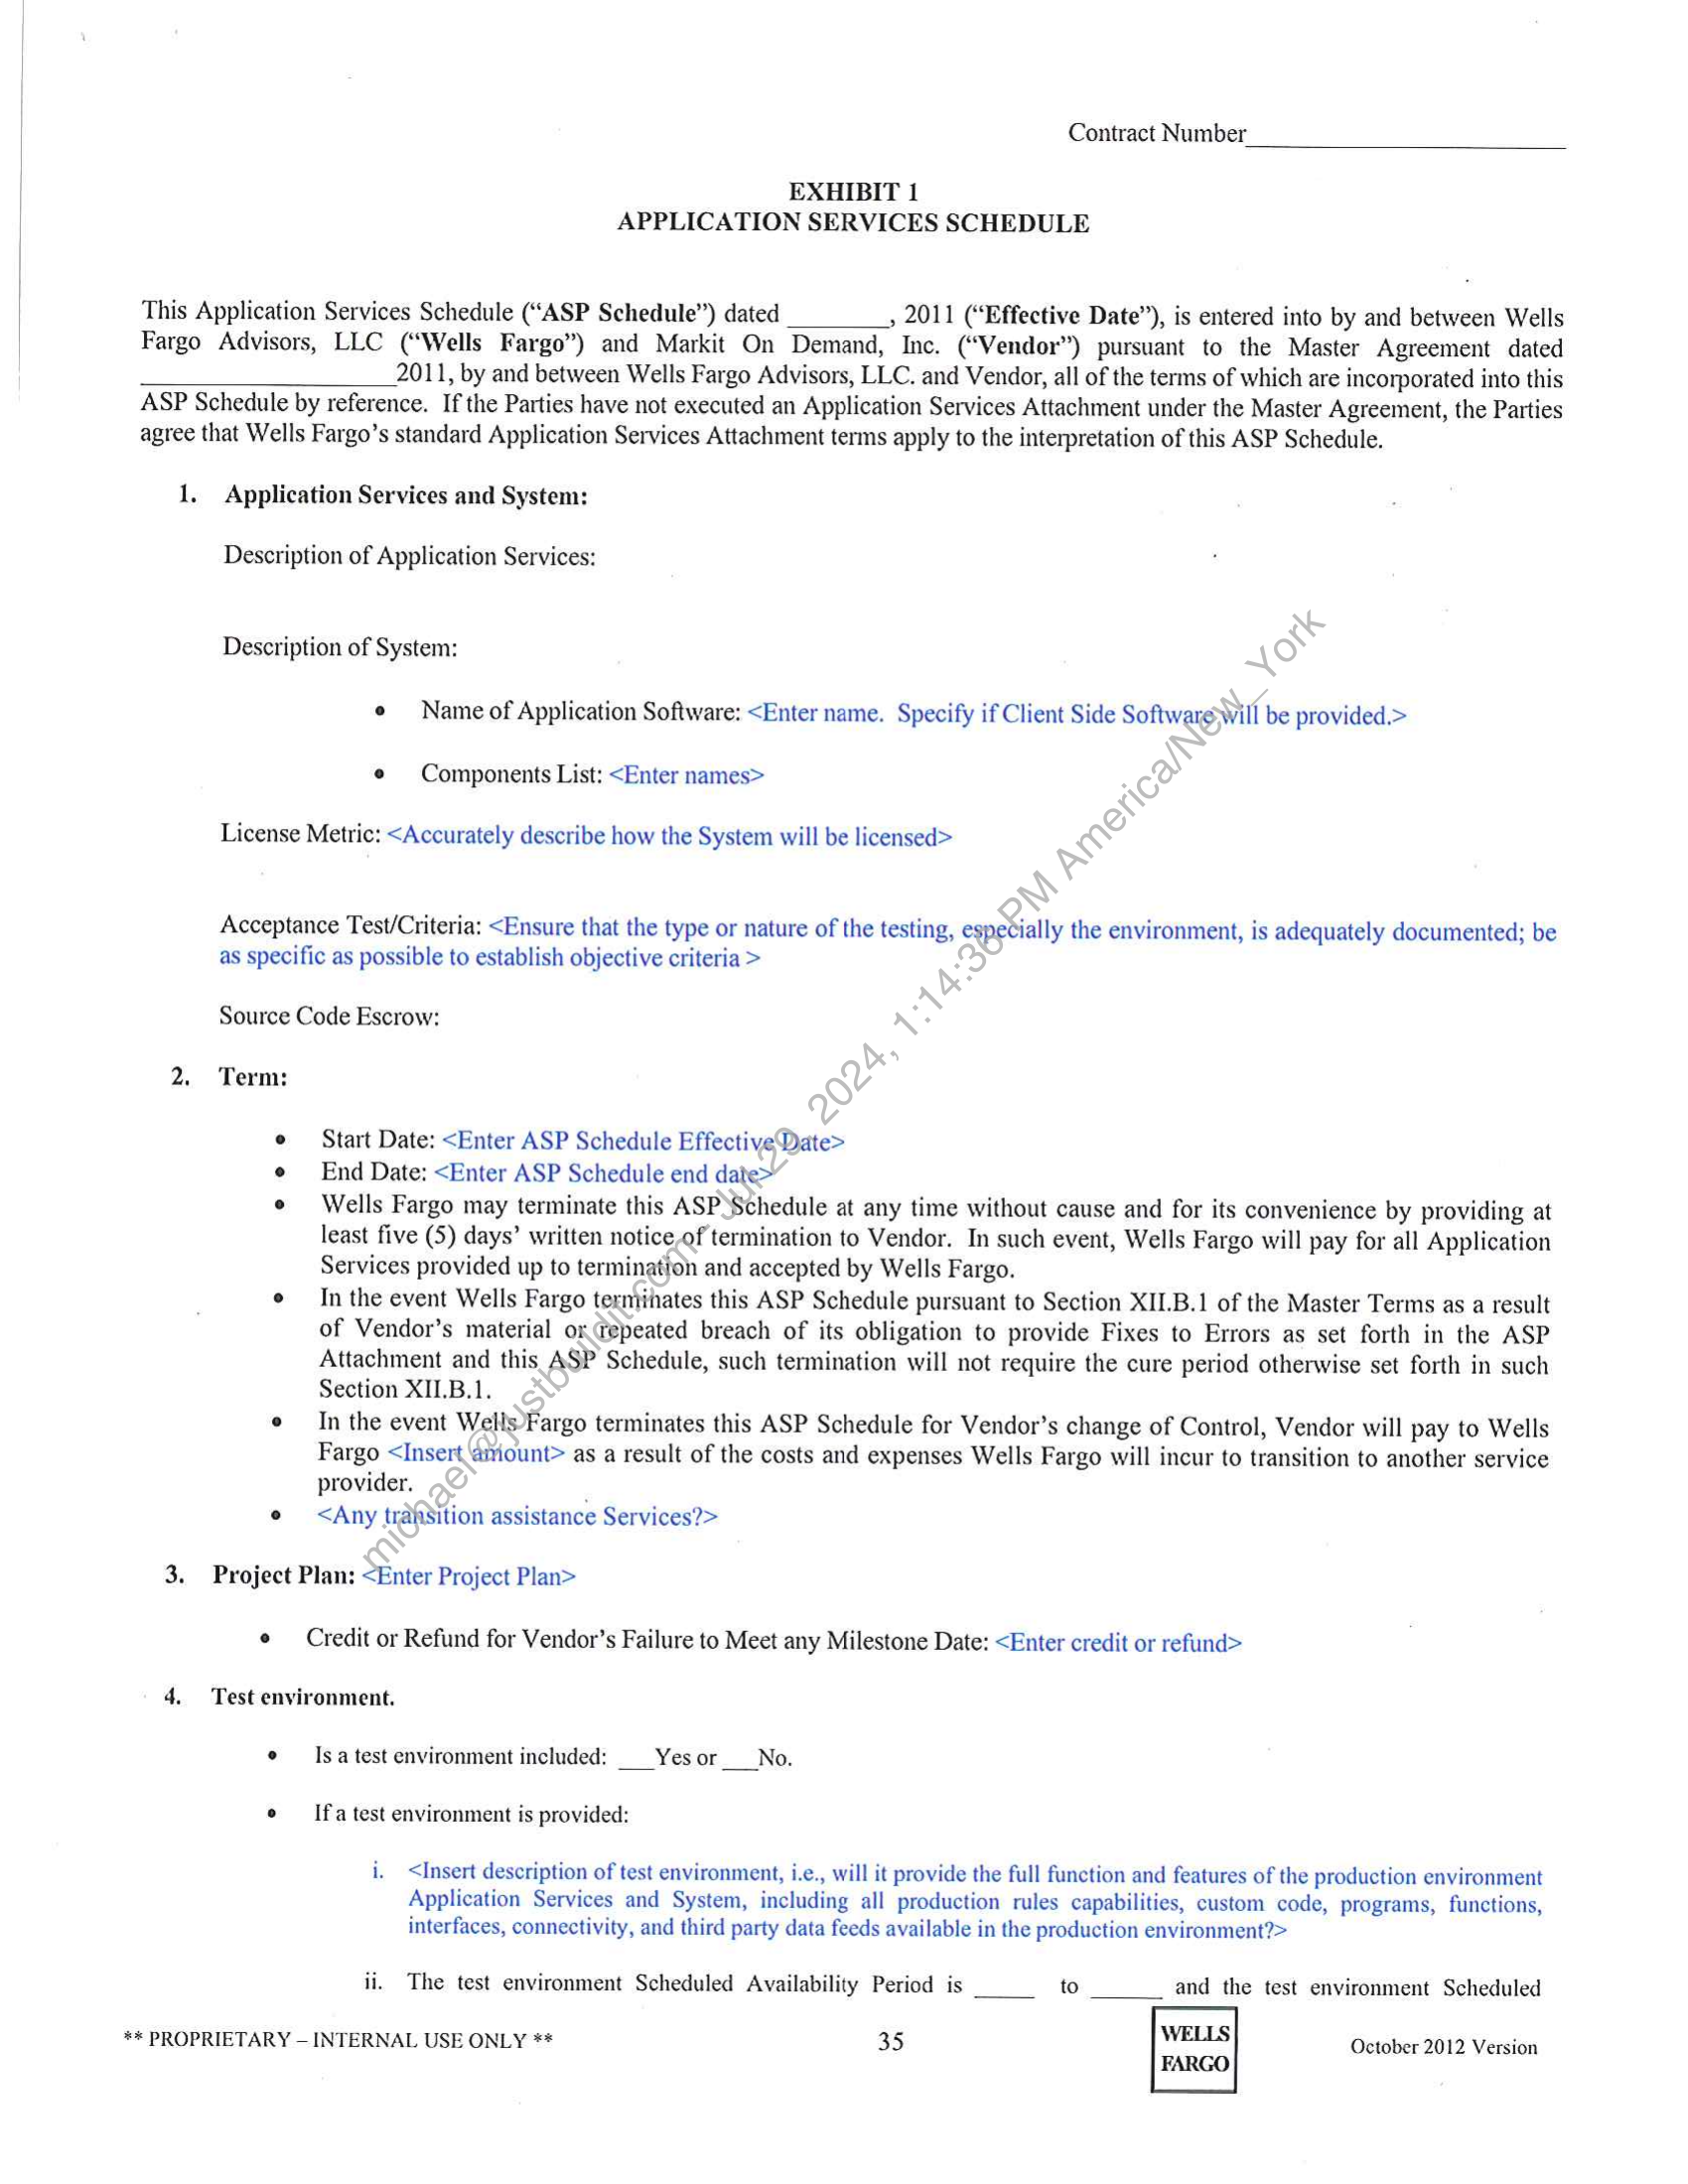 Contract Number
EXHIBIT 1
APPLICATION SERVICES SCHEDULE
This Application Services Schedule (“ASP Schedule”) dated ________, 2011 (“Effective Date”), is entered into by and between Wells
Fargo Advisors, LLC (“Wells Fargo”) and Markit On Demand, Inc. (“Vendor”) pursuant to the Master Agreement dated
____________________2011, by and between Wells Fargo Advisors, LLC. and Vendor, all of the terms of which are incorporated into this
ASP Schedule by reference. If the Parties have not executed an Application Services Attachment under the Master Agreement, the Parties
agree that Wells Fargo’s standard Application Services Attachment terms apply to the interpretation of this ASP Schedule.
1. Application Services and System:
Description of Application Services:
Description of System:
• Name of Application Software: <Enter name. Specify if Client Side Software will be provided.>
• Components List: <Enter names>
License Metric: <Accurately describe how the System will be licensed>
Acceptance Test/Criteria: <Ensure that the type or nature of the testing, especially the environment, is adequately documented; be
as specific as possible to establish objective criteria >
Source Code Escrow:
2. Term:
• Start Date: <Enter ASP Schedule Effective Date>
• End Date: <Enter ASP Schedule end date>
• Wells Fargo may terminate this ASP Schedule at any time without cause and for its convenience by providing at
least five (5) days’ written notice of termination to Vendor. In such event, Wells Fargo will pay for all Application
Services provided up to termination and accepted by Wells Fargo.
• In the event Wells Fargo terminates this ASP Schedule pursuant to Section XII.B.1 of the Master Terms as a result
of Vendor’s material or repeated breach of its obligation to provide Fixes to Errors as set forth in the ASP
Attachment and this ASP Schedule, such termination will not require the cure period otherwise set forth in such
Section XII.B.1.
• In the event Wells Fargo terminates this ASP Schedule for Vendor’s change of Control, Vendor will pay to Wells
Fargo <Insert amount> as a result of the costs and expenses Wells Fargo will incur to transition to another service
provider.
• <Any transition assistance Services?>
3. Project Plan: <Enter Project Plan>
• Credit or Refund for Vendor’s Failure to Meet any Milestone Date: <Enter credit or refund>
4. Test environment.
• Is a test environment included: ___Yes or ___No.
• If a test environment is provided:
i. <Insert description of test environment, i.e., will it provide the full function and features of the production environment
Application Services and System, including all production rules capabilities, custom code, programs, functions,
interfaces, connectivity, and third party data feeds available in the production environment?>
ii. The test environment Scheduled Availability Period is _____ to ______ and the test environment Scheduled
** PROPRIETARY – INTERNAL USE ONLY **
35
WELLS
FARGO
October 2012 Version
michael@justbuildit.com - Jul 29, 2024, 1:14:36 PM America/New_York